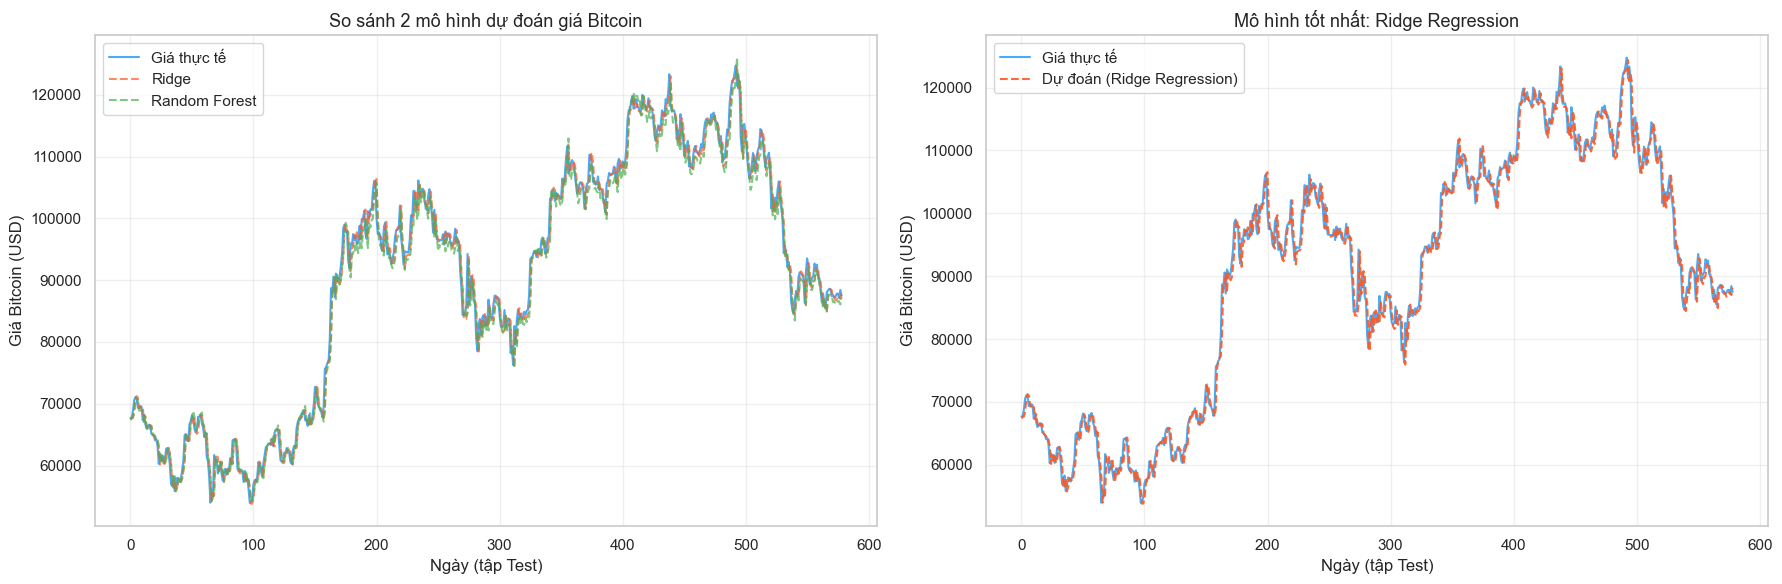 So sánh 2 mô hình dự đoán giá Bitcoin
Giá thực tế
Ridge
Random Forest
120000
110000
100000
90000
80000
70000
60000
Giá Bitcoin (USD)
0 100 200 300 400 500 600
Ngày (tập Test)
Mô hình tốt nhất: Ridge Regression
Giá thực tế
Dự đoán (Ridge Regression)
120000
110000
100000
90000
80000
70000
60000
Giá Bitcoin (USD)
0 100 200 300 400 500 600
Ngày (tập Test)